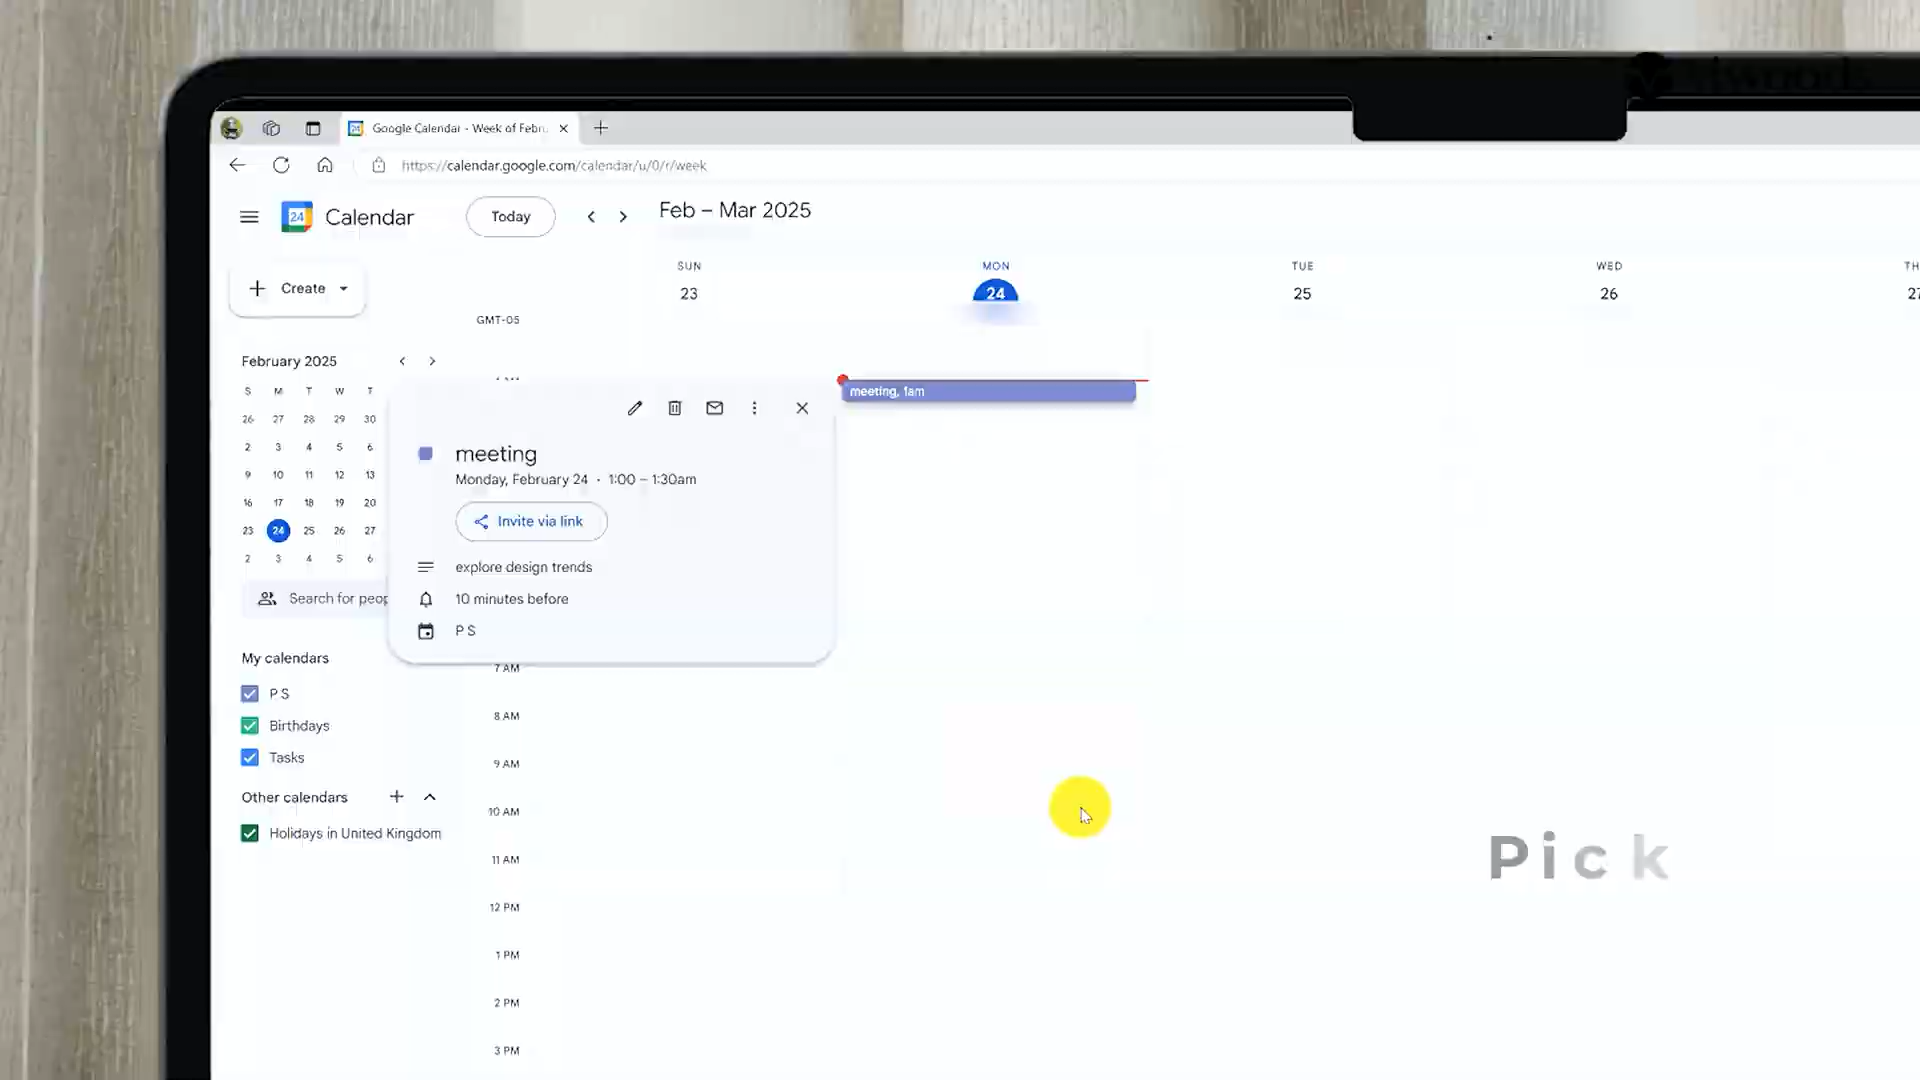 Google Calendar - Week of Febru
https://calendar.google.com/calendar/u/0/r/week
24 Calendar
Today
Feb – Mar 2025
SUN MON TUE WED TH
23 24 25 26 27
Create
GMT-05
February 2025
S M T W T
26 27 28 29 30
2 3 4 5 6
9 10 11 12 13
16 17 18 19 20
23 24 25 26 27
2 3 4 5 6
meeting, 1am
meeting
Monday, February 24 · 1:00 – 1:30am
Invite via link
explore design trends
10 minutes before
P S
Search for peop
My calendars
P S
Birthdays
Tasks
Other calendars
Holidays in United Kingdom
7 AM
8 AM
9 AM
10 AM
11 AM
12 PM
1 PM
2 PM
3 PM
Pick